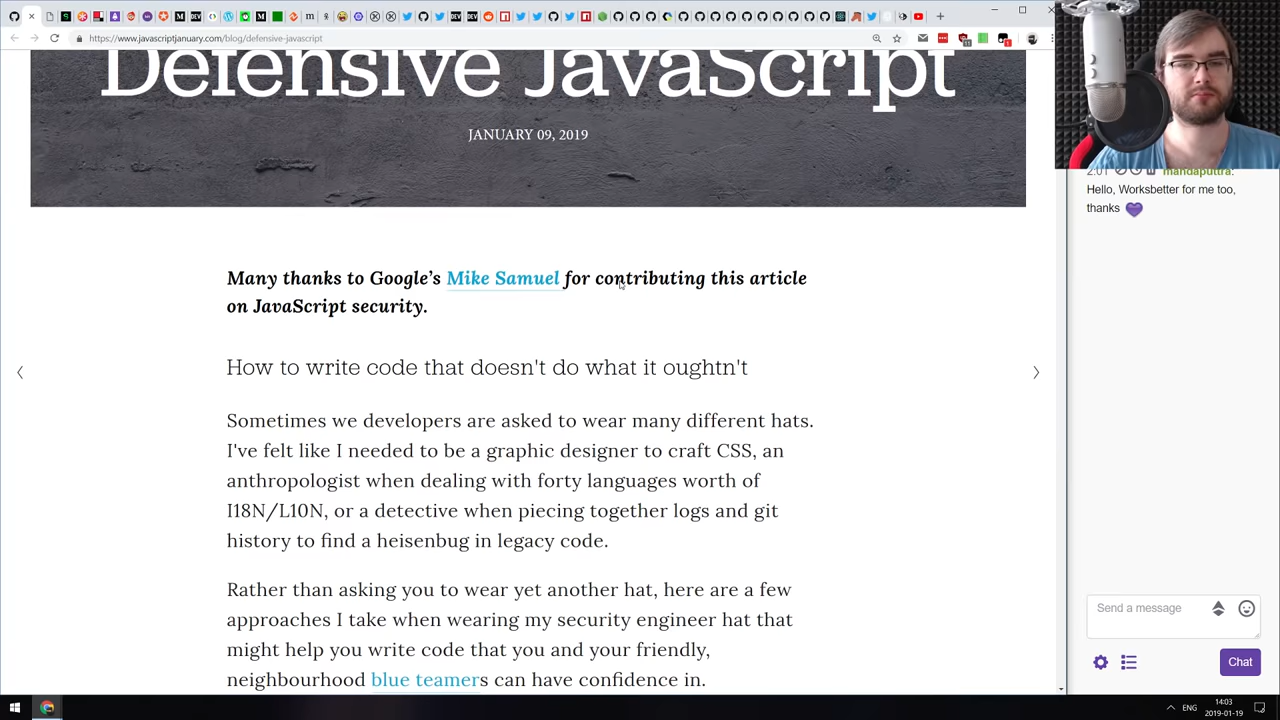 https://www.javascriptjanuary.com/blog/defensive-javascript
Defensive JavaScript
JANUARY 09, 2019
Many thanks to Google's Mike Samuel for contributing this article
on JavaScript security.
How to write code that doesn't do what it oughtn't
Sometimes we developers are asked to wear many different hats.
I've felt like I needed to be a graphic designer to craft CSS, an
anthropologist when dealing with forty languages worth of
I18N/L10N, or a detective when piecing together logs and git
history to find a heisenbug in legacy code.
Rather than asking you to wear yet another hat, here are a few
approaches I take when wearing my security engineer hat that
might help you write code that you and your friendly,
neighbourhood blue teamers can have confidence in.
2:01 mandaputtra:
Hello, Worksbetter for me too,
thanks
Send a message
Chat
ENG
14:03
2019-01-19